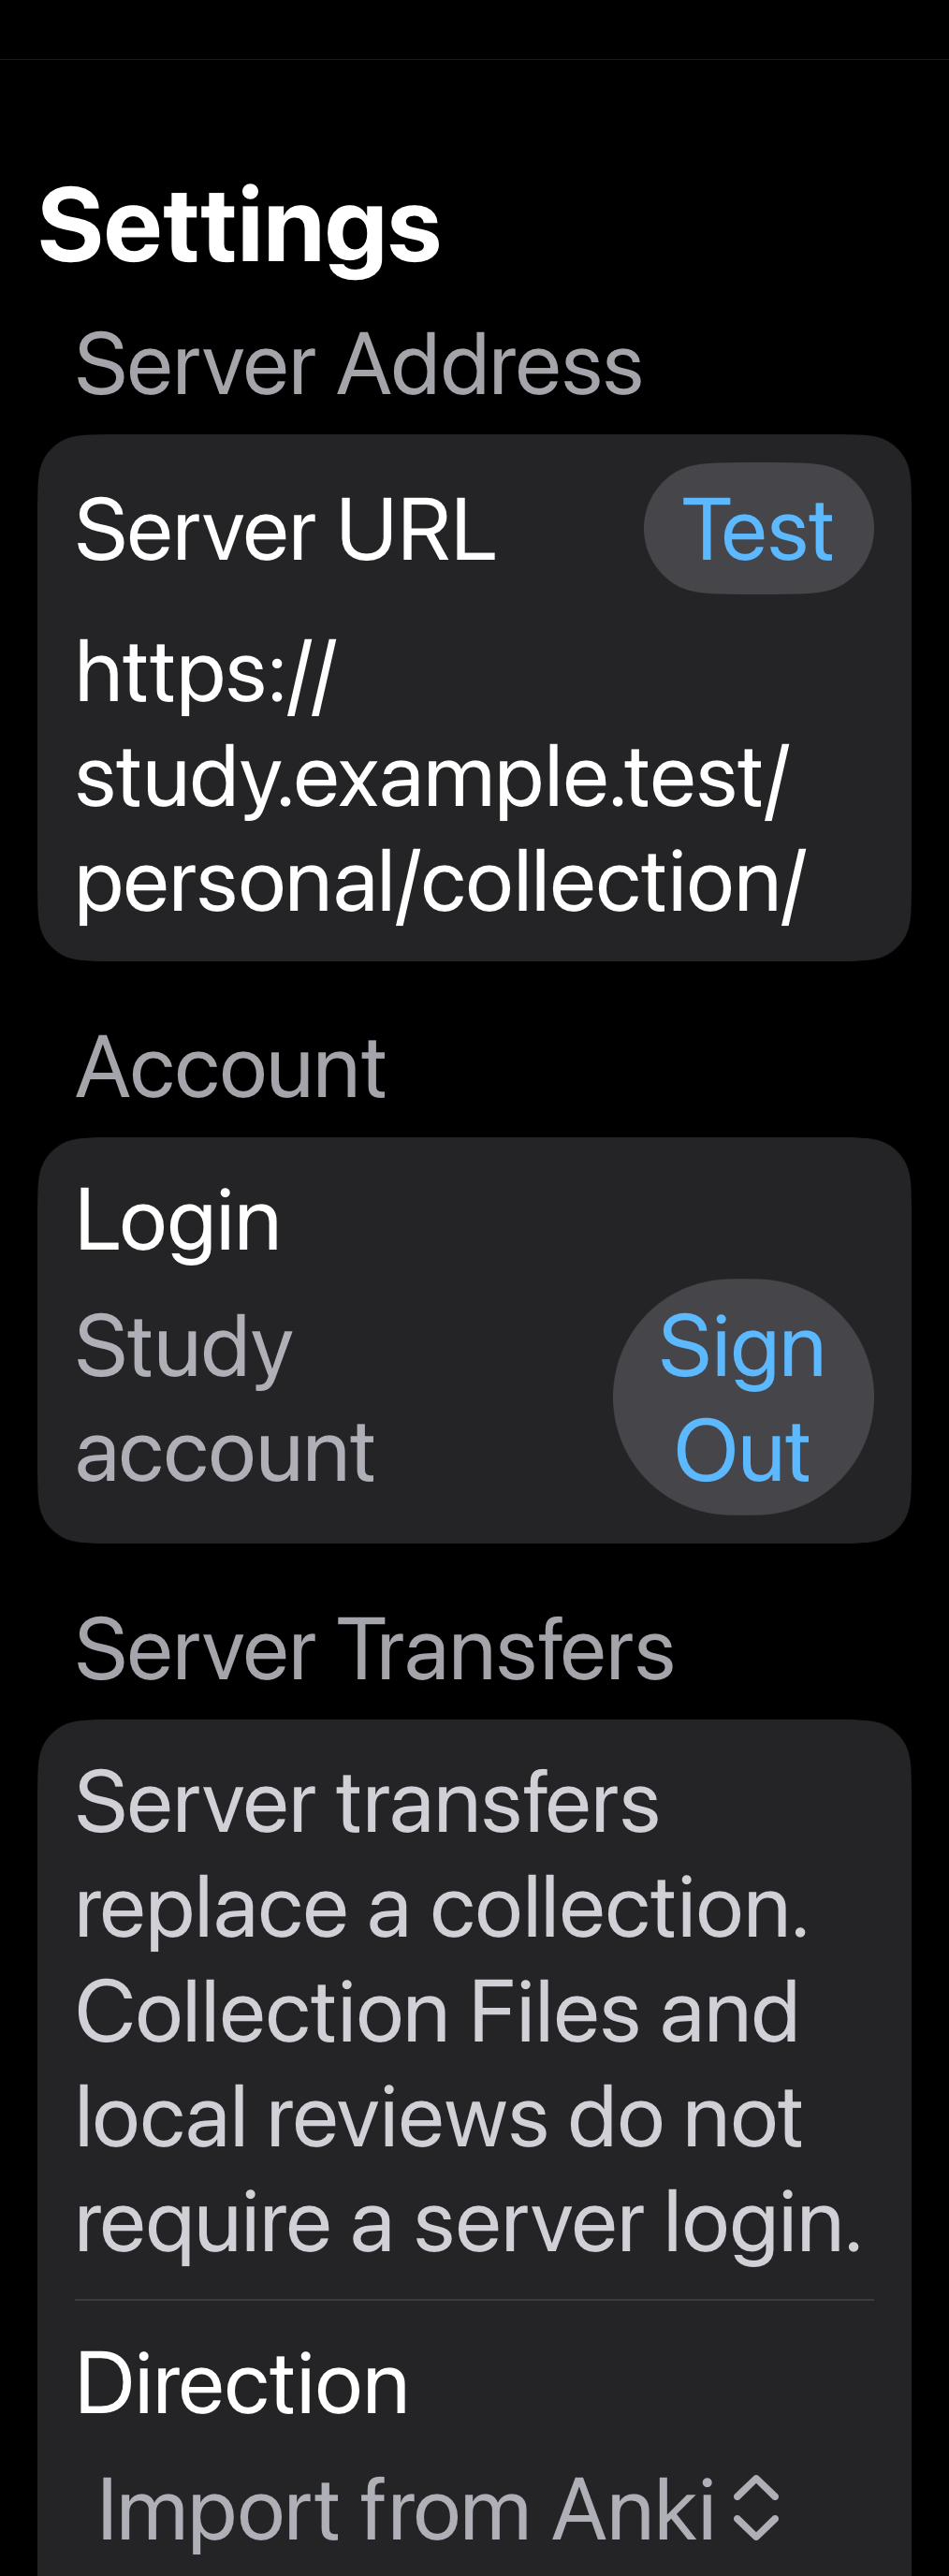 Settings
Server Address
Server URL
Test
https://
study.example.test/
personal/collection/
Account
Login
Study
account
Sign
Out
Server Transfers
Server transfers
replace a collection.
Collection Files and
local reviews do not
require a server login.
Direction
Import from Anki